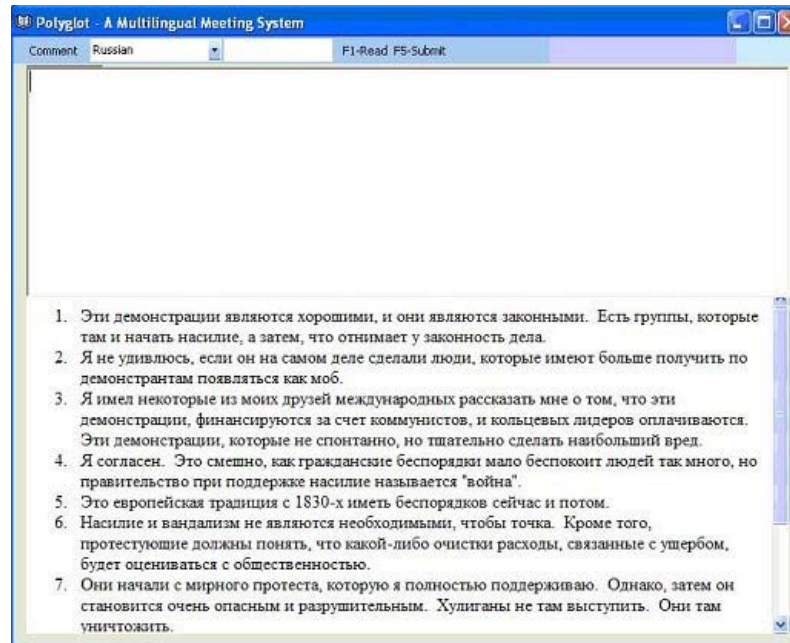 Polyglot - A Multilingual Meeting System
Comment Russian F1-Read F5-Submit
1. Эти демонстрации являются хорошими, и они являются законными. Есть группы, которые
там и начать насилие, а затем, что отнимает у законность дела.
2. Я не удивлюсь, если он на самом деле сделали люди, которые имеют больше получить по
демонстрантам появляться как моб.
3. Я имел некоторые из моих друзей международных рассказать мне о том, что эти
демонстрации, финансируются за счет коммунистов, и кольцевых лидеров оплачиваются.
Эти демонстрации, которые не спонтанно, но тщательно сделать наибольший вред.
4. Я согласен. Это смешно, как гражданские беспорядки мало беспокоит людей так много, но
правительство при поддержке насилие называется "война".
5. Это европейская традиция с 1830-х иметь беспорядков сейчас и потом.
6. Насилие и вандализм не являются необходимыми, чтобы точка. Кроме того,
протестующие должны понять, что какой-либо очистки расходы, связанные с ущербом,
будет оцениваться с общественностью.
7. Они начали с мирного протеста, которую я полностью поддерживаю. Однако, затем он
становится очень опасным и разрушительным. Хулиганы не там выступить. Они там
уничтожить.